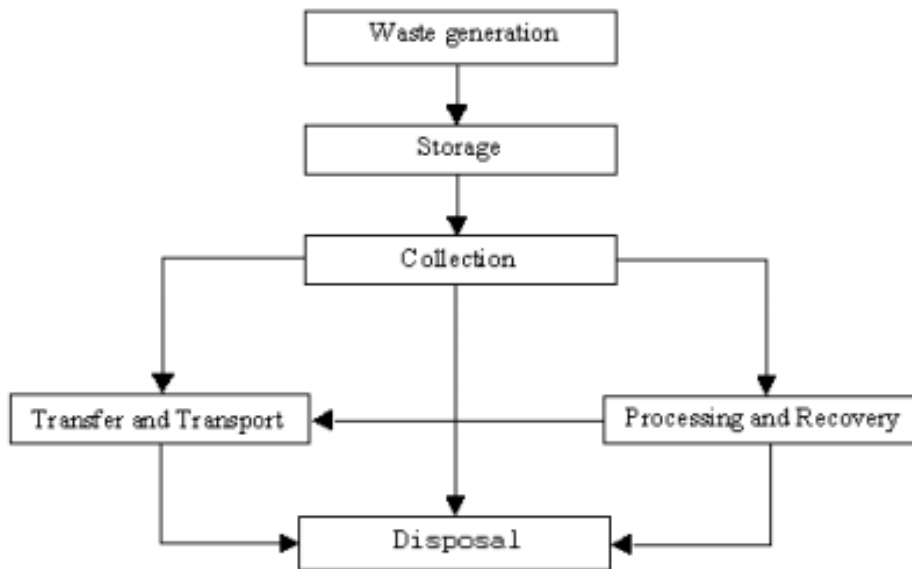 Waste generation
Storage
Collection
Transfer and Transport
Processing and Recovery
Disposal